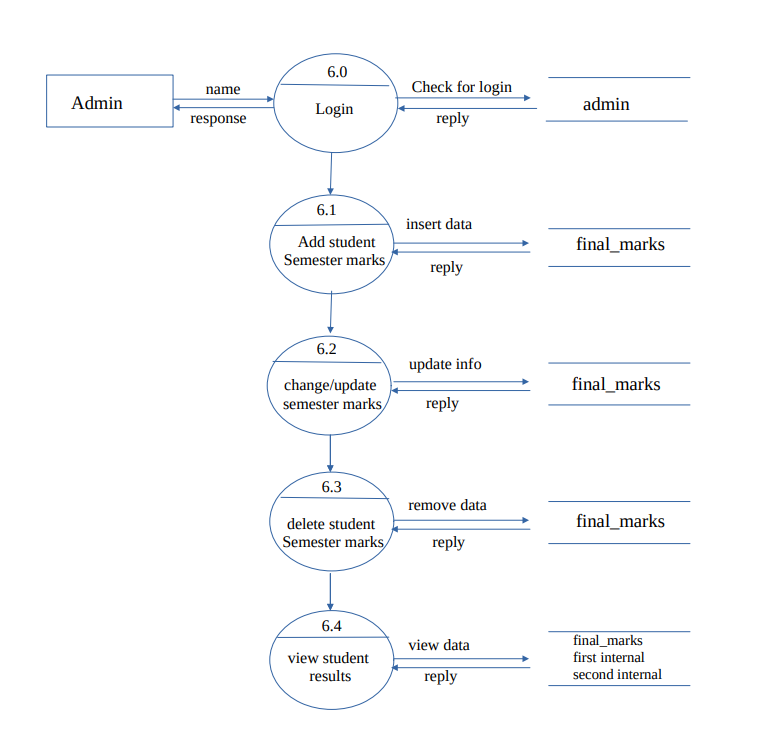 6.0
Admin
name
response
Login
Check for login
reply
admin
6.1
Add student
Semester marks
insert data
reply
final_marks
6.2
change/update
semester marks
update info
reply
final_marks
6.3
delete student
Semester marks
remove data
reply
final_marks
6.4
view student
results
view data
reply
final_marks
first internal
second internal